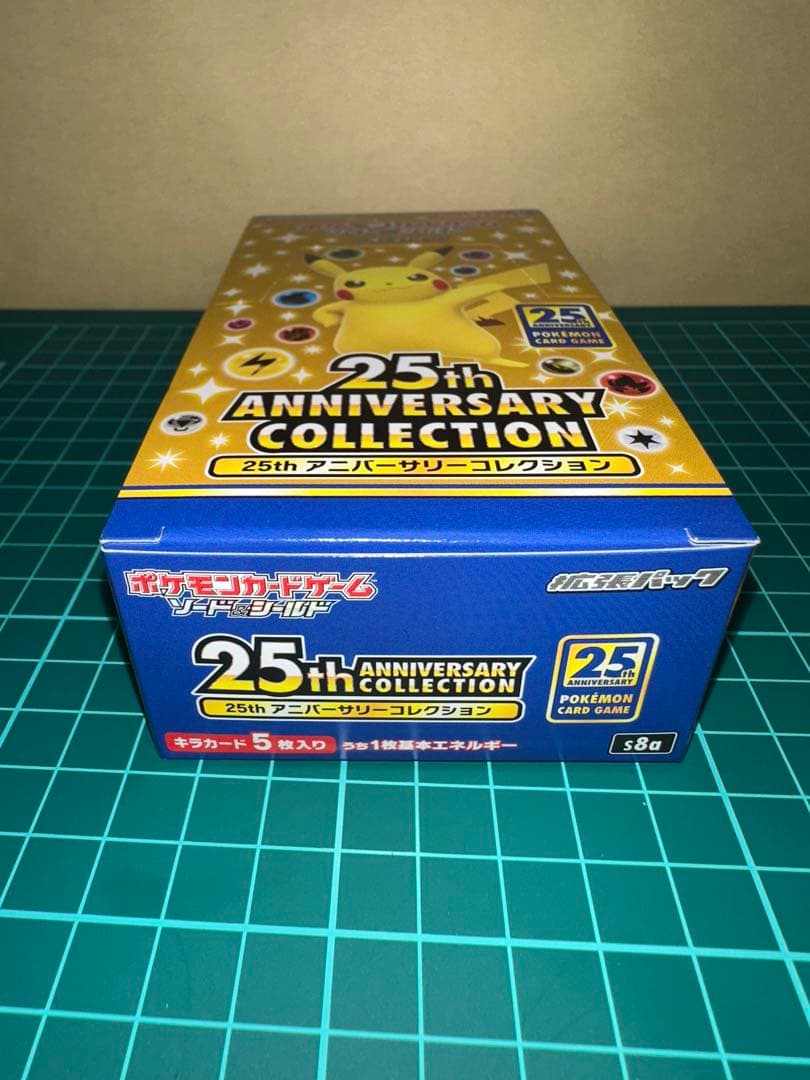 25th
ANNIVERSARY
POKÉMON
CARD GAME
25th
ANNIVERSARY
COLLECTION
25th アニバーサリーコレクション
ポケモンカードゲーム
ソード&シールド
拡張パック
25th
ANNIVERSARY
COLLECTION
25th アニバーサリーコレクション
25th
ANNIVERSARY
POKÉMON
CARD GAME
キラカード5枚入り うち1枚基本エネルギー
s8a